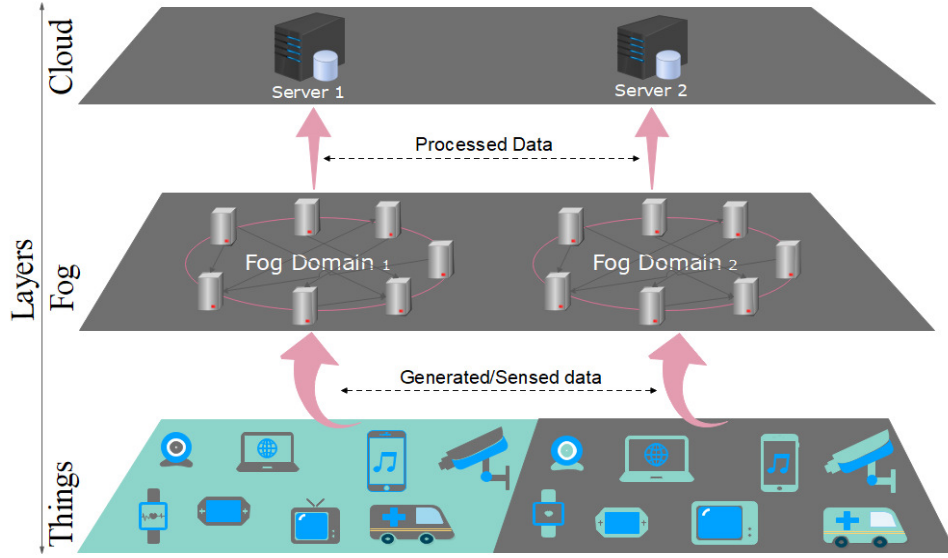 Layers
Cloud
Server 1
Server 2
Processed Data
Fog
Fog Domain 1
Fog Domain 2
Generated/Sensed data
Things